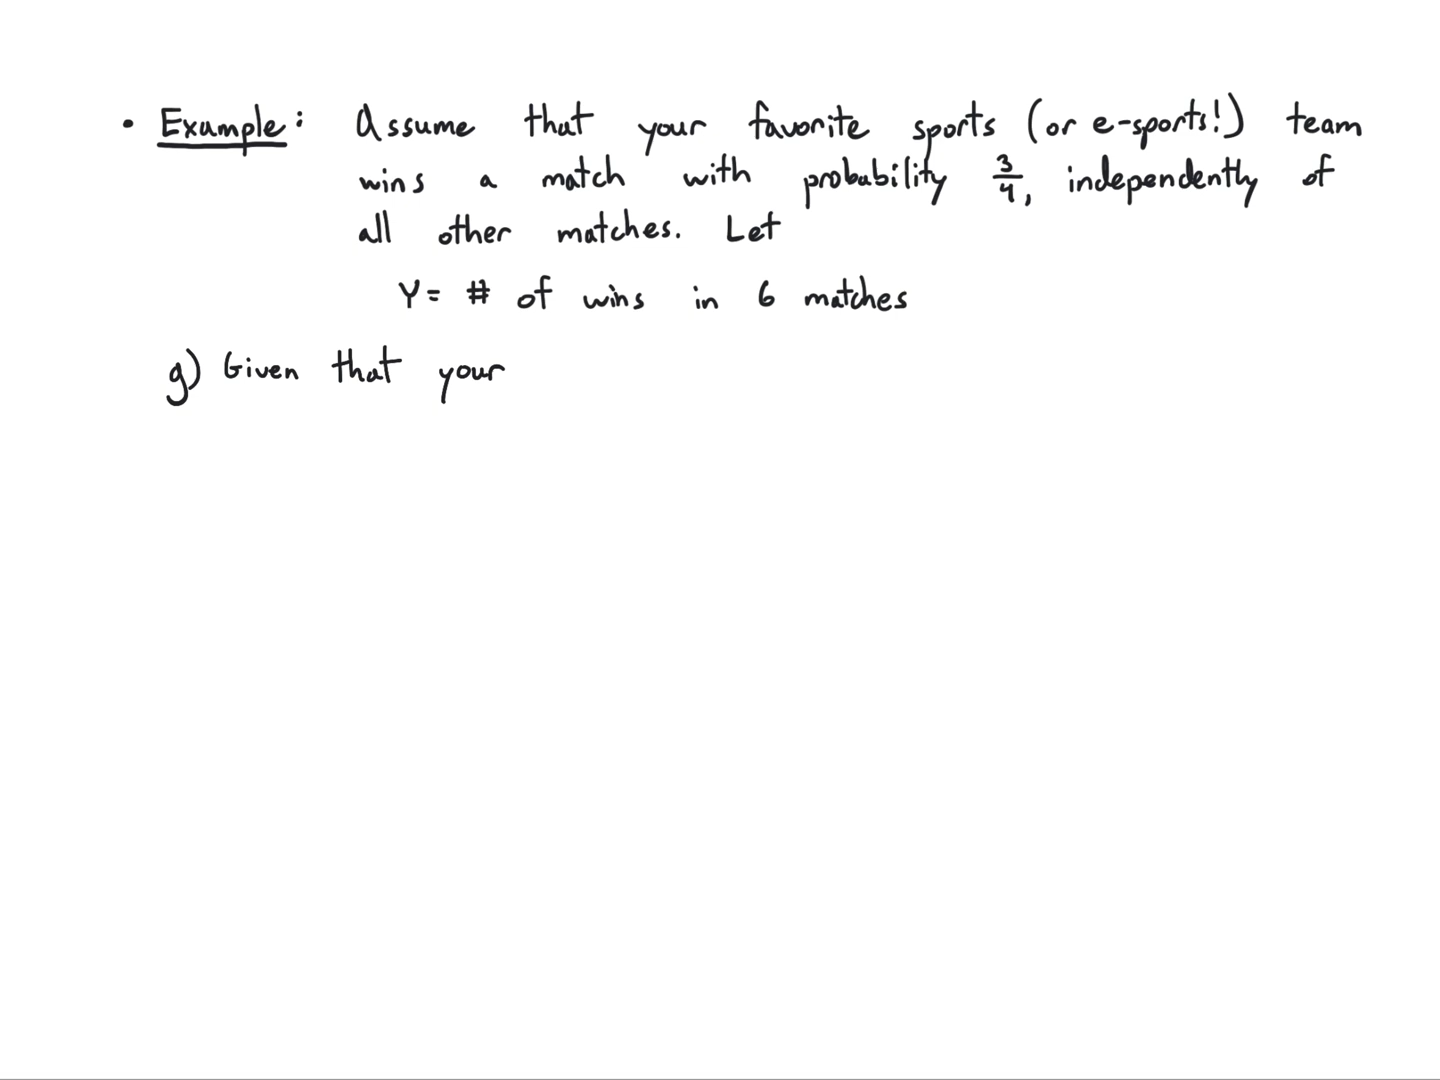 • Example: Assume that your favorite sports (or e-sports!) team
wins a match with probability 3/4, independently of
all other matches. Let
Y = # of wins in 6 matches
g) Given that your